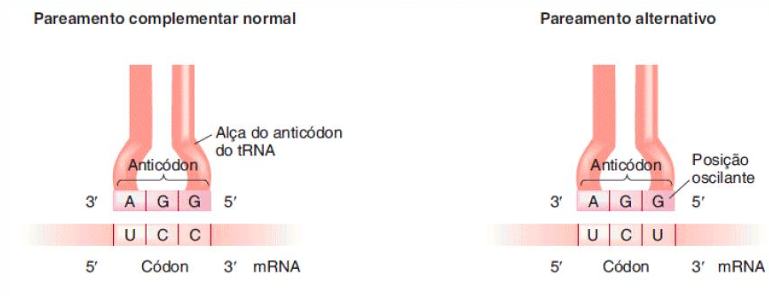 Pareamento complementar normal
Alça do anticódon
do tRNA
Anticódon
3′ A G G 5′
U C C
5′ Códon 3′ mRNA
Pareamento alternativo
Anticódon
Posição
oscilante
3′ A G G 5′
U C U
5′ Códon 3′ mRNA